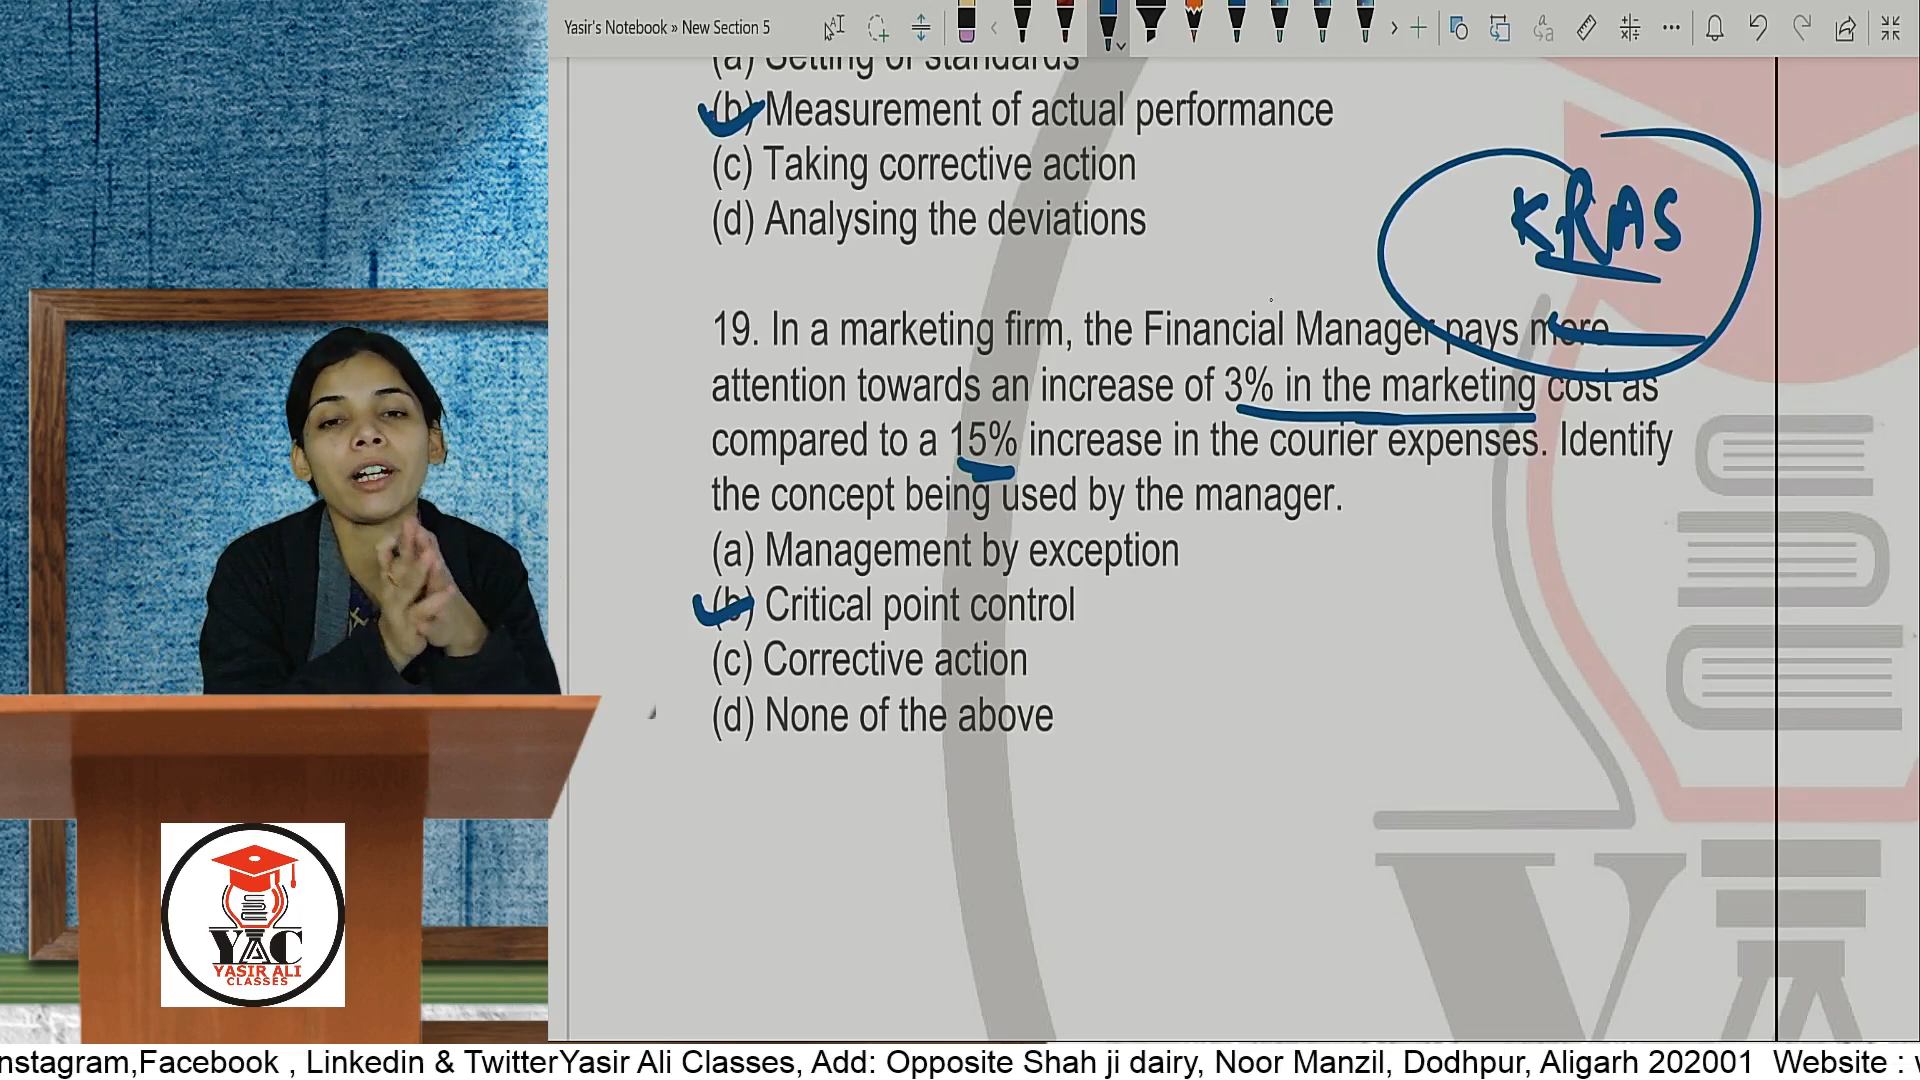 Yasir's Notebook » New Section 5
(a) Setting of standards
(b) Measurement of actual performance
(c) Taking corrective action
(d) Analysing the deviations
KRAS
19. In a marketing firm, the Financial Manager pays more
attention towards an increase of 3% in the marketing cost as
compared to a 15% increase in the courier expenses. Identify
the concept being used by the manager.
(a) Management by exception
(b) Critical point control
(c) Corrective action
(d) None of the above
YAC
YASIR ALI
CLASSES
nstagram,Facebook , Linkedin & TwitterYasir Ali Classes, Add: Opposite Shah ji dairy, Noor Manzil, Dodhpur, Aligarh 202001 Website :